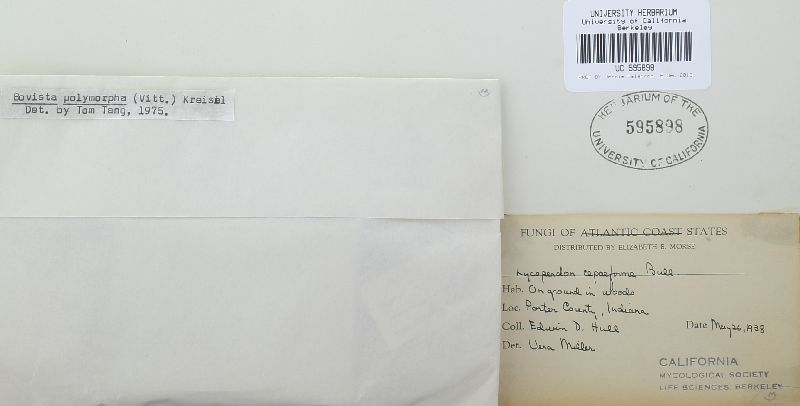 UNIVERSITY HERBARIUM
University of California
Berkeley
UC 595898
HERBARIUM OF THE
595898
UNIVERSITY OF CALIFORNIA
Bovista polymorpha (Vitt.) Kreisel
Det. by Tom Tang, 1975.
FUNGI OF ATLANTIC COAST STATES
DISTRIBUTED BY ELIZABETH E. MORSE
Lycoperdon cepaeforme Bull.
Hab. On ground in woods
Loc. Porter County, Indiana
Coll. Edwin D. Hull Date May 26, 1938
Det. Vera Miller
CALIFORNIA
MYCOLOGICAL SOCIETY
LIFE SCIENCES, BERKELEY